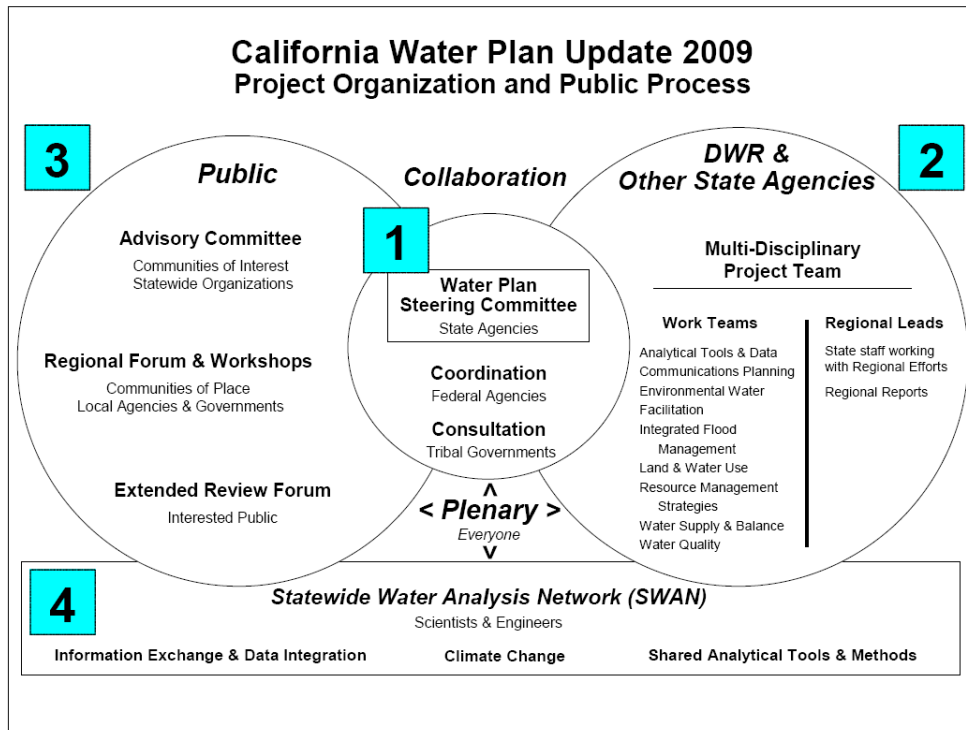 California Water Plan Update 2009
Project Organization and Public Process
3
Public
Advisory Committee
Communities of Interest
Statewide Organizations
Regional Forum & Workshops
Communities of Place
Local Agencies & Governments
Extended Review Forum
Interested Public
Collaboration
1
Water Plan
Steering Committee
State Agencies
Coordination
Federal Agencies
Consultation
Tribal Governments
2
DWR &
Other State Agencies
Multi-Disciplinary
Project Team
Work Teams
Analytical Tools & Data
Communications Planning
Environmental Water
Facilitation
Integrated Flood
Management
Land & Water Use
Resource Management
Strategies
Water Supply & Balance
Water Quality
Regional Leads
State staff working
with Regional Efforts
Regional Reports
^
< Plenary >
Everyone
v
4
Statewide Water Analysis Network (SWAN)
Scientists & Engineers
Information Exchange & Data Integration
Climate Change
Shared Analytical Tools & Methods